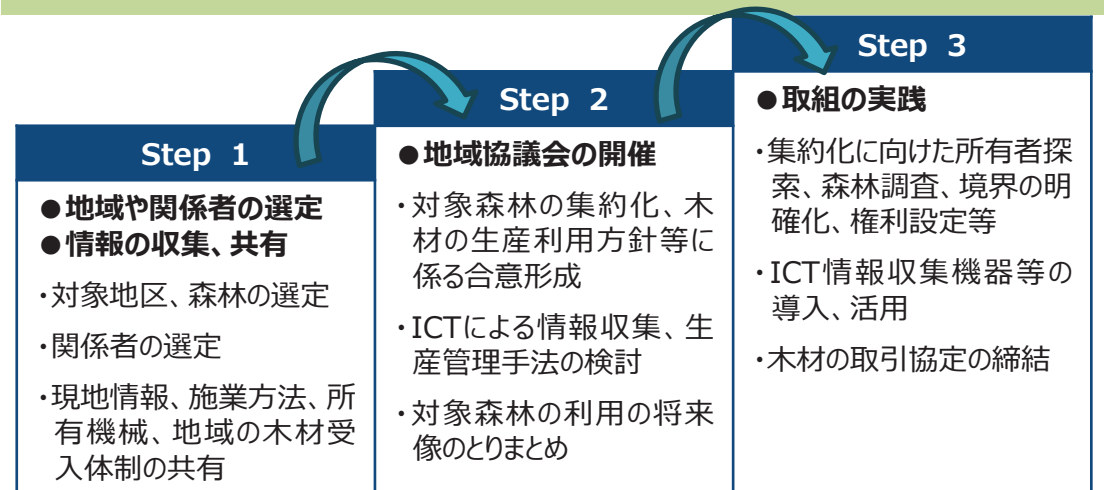 Step 1
●地域や関係者の選定
●情報の収集、共有
・対象地区、森林の選定
・関係者の選定
・現地情報、施業方法、所
有機械、地域の木材受
入体制の共有
Step 2
●地域協議会の開催
・対象森林の集約化、木
材の生産利用方針等に
係る合意形成
・ICTによる情報収集、生
産管理手法の検討
・対象森林の利用の将来
像のとりまとめ
Step 3
●取組の実践
・集約化に向けた所有者探
索、森林調査、境界の明
確化、権利設定等
・ICT情報収集機器等の
導入、活用
・木材の取引協定の締結